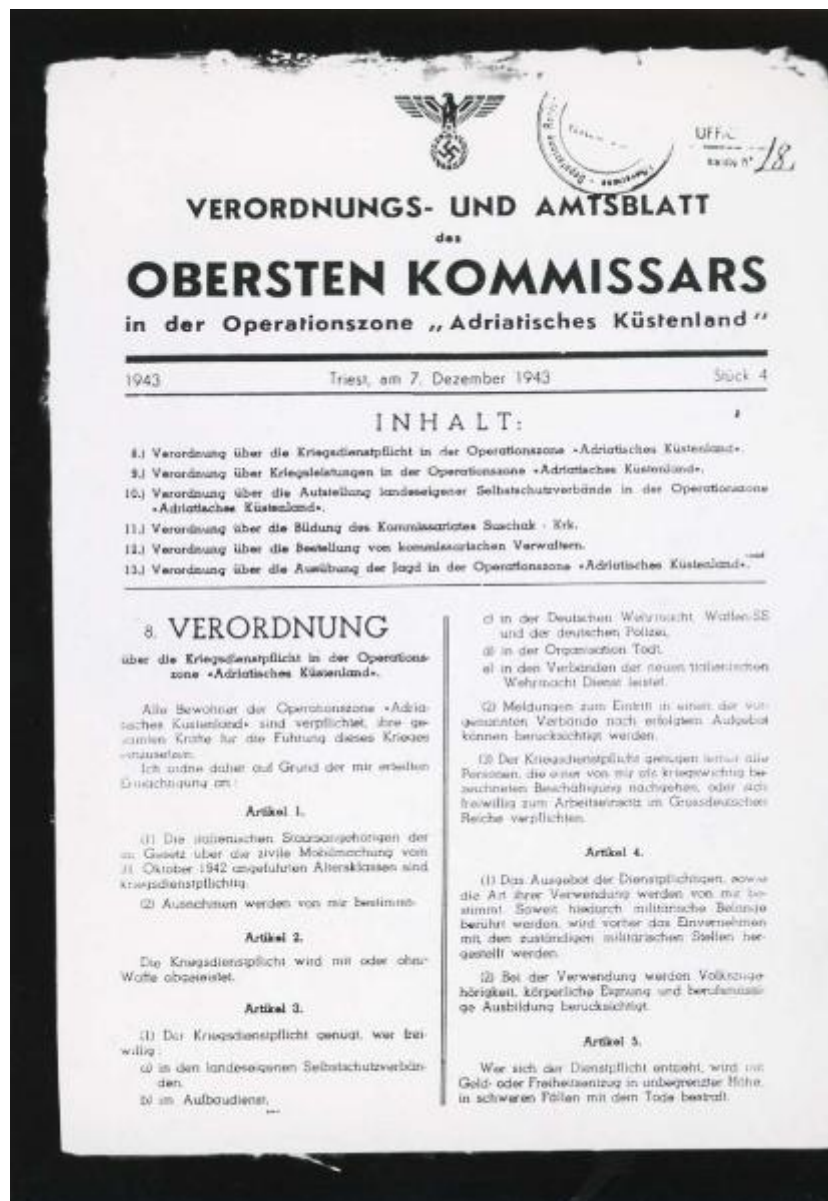 UFF.
18.
VERORDNUNGS- UND AMTSBLATT
des
OBERSTEN KOMMISSARS
in der Operationszone „Adriatisches Küstenland"
1943 Triest, am 7. Dezember 1943 Stück 4
INHALT:
8.) Verordnung über die Kriegsdienstpflicht in der Operationszone «Adriatisches Küstenland».
9.) Verordnung über Kriegsleistungen in der Operationszone «Adriatisches Küstenland».
10.) Verordnung über die Aufstellung landeseigener Selbstschutzverbände in der Operationszone
«Adriatisches Küstenland».
11.) Verordnung über die Bildung des Kommissariates Suschak - Krk.
12.) Verordnung über die Bestellung von kommissarischen Verwaltern.
13.) Verordnung über die Ausübung der Jagd in der Operationszone «Adriatisches Küstenland».
8. VERORDNUNG
über die Kriegsdienstpflicht in der Operations-
zone «Adriatisches Küstenland».
Alle Bewohner der Operationszone «Adria-
tisches Küstenland» sind verpflichtet, ihre ge-
samten Kräfte für die Führung dieses Krieges
einzusetzen.
Ich ordne daher auf Grund der mir erteilten
Ermächtigung an:
Artikel 1.
(1) Die italienischen Staatsangehörigen der
im Gesetz über die zivile Mobilmachung vom
31. Oktober 1942 angeführten Altersklassen sind
kriegsdienstpflichtig.
(2) Ausnahmen werden von mir bestimmt.
Artikel 2.
Die Kriegsdienstpflicht wird mit oder ohne
Waffe abgeleistet.
Artikel 3.
(1) Der Kriegsdienstpflicht genügt, wer frei-
willig:
a) in den landeseigenen Selbstschutzverbän-
den,
b) im Aufbaudienst,
c) in der Deutschen Wehrmacht, Waffen-SS
und der deutschen Polizei,
d) in der Organisation Todt,
e) in den Verbänden der neuen italienischen
Wehrmacht Dienst leistet.
(2) Meldungen zum Eintritt in einen der vor-
genannten Verbände nach erfolgtem Aufgebot
können berücksichtigt werden.
(3) Der Kriegsdienstpflicht genügen ferner alle
Personen, die einer von mir als kriegswichtig be-
zeichneten Beschäftigung nachgehen, oder sich
freiwillig zum Arbeitseinsatz im Grossdeutschen
Reiche verpflichten.
Artikel 4.
(1) Das Ausgebot der Dienstpflichtigen, sowie
die Art ihrer Verwendung werden von mir be-
stimmt. Soweit hiedurch militärische Belange
berührt werden, wird vorher das Einvernehmen
mit den zuständigen militärischen Stellen her-
gestellt werden.
(2) Bei der Verwendung werden Volkszuge-
hörigkeit, körperliche Eignung und berufsmässi-
ge Ausbildung berücksichtigt.
Artikel 5.
Wer sich der Dienstpflicht entzieht, wird mit
Geld- oder Freiheitsentzug in unbegrenzter Höhe,
in schweren Fällen mit dem Tode bestraft.